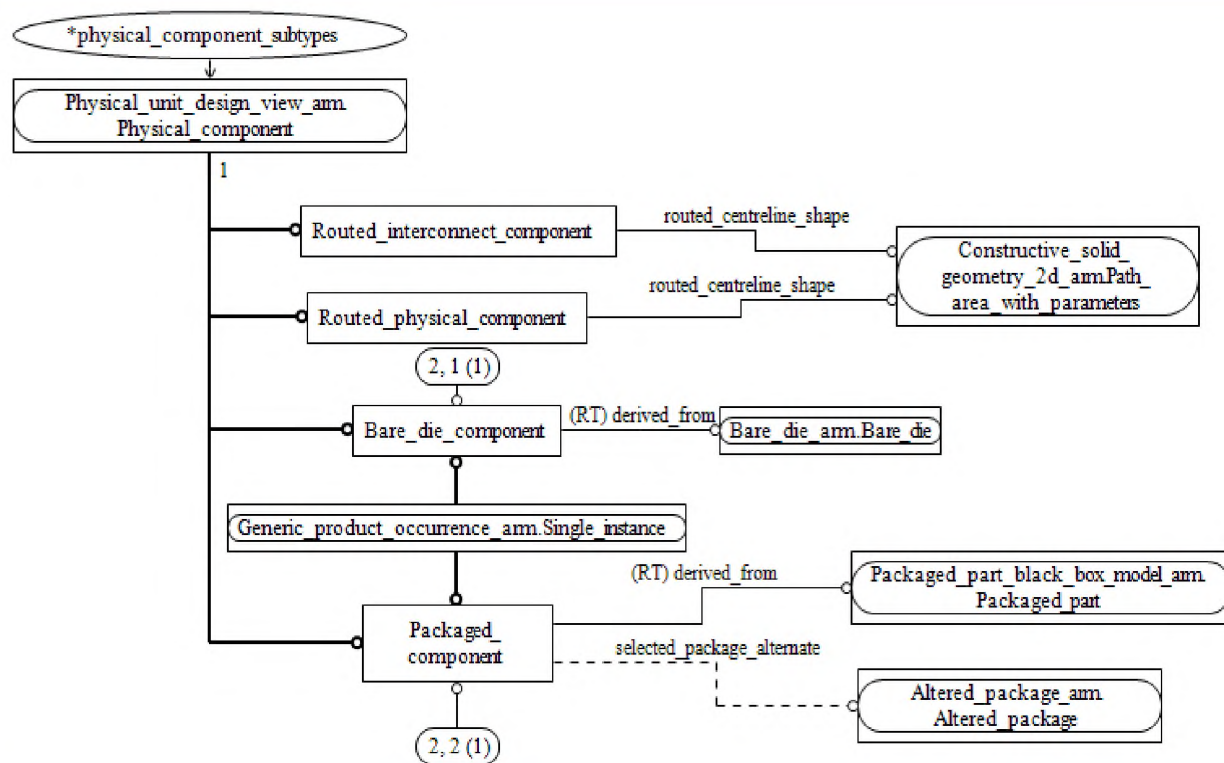 *physical_component_subtypes
Physical_unit_design_view_arm.
Physical_component
1
Routed_interconnect_component
routed_centreline_shape
Constructive_solid_
geometry_2d_arm.Path_
area_with_parameters
routed_centreline_shape
Routed_physical_component
2, 1 (1)
Bare_die_component
(RT) derived_from
Bare_die_arm.Bare_die
Generic_product_occurrence_arm.Single_instance
(RT) derived_from
Packaged_part_black_box_model_arm.
Packaged_part
Packaged_
component
selected_package_alternate
Altered_package_arm.
Altered_package
2, 2 (1)